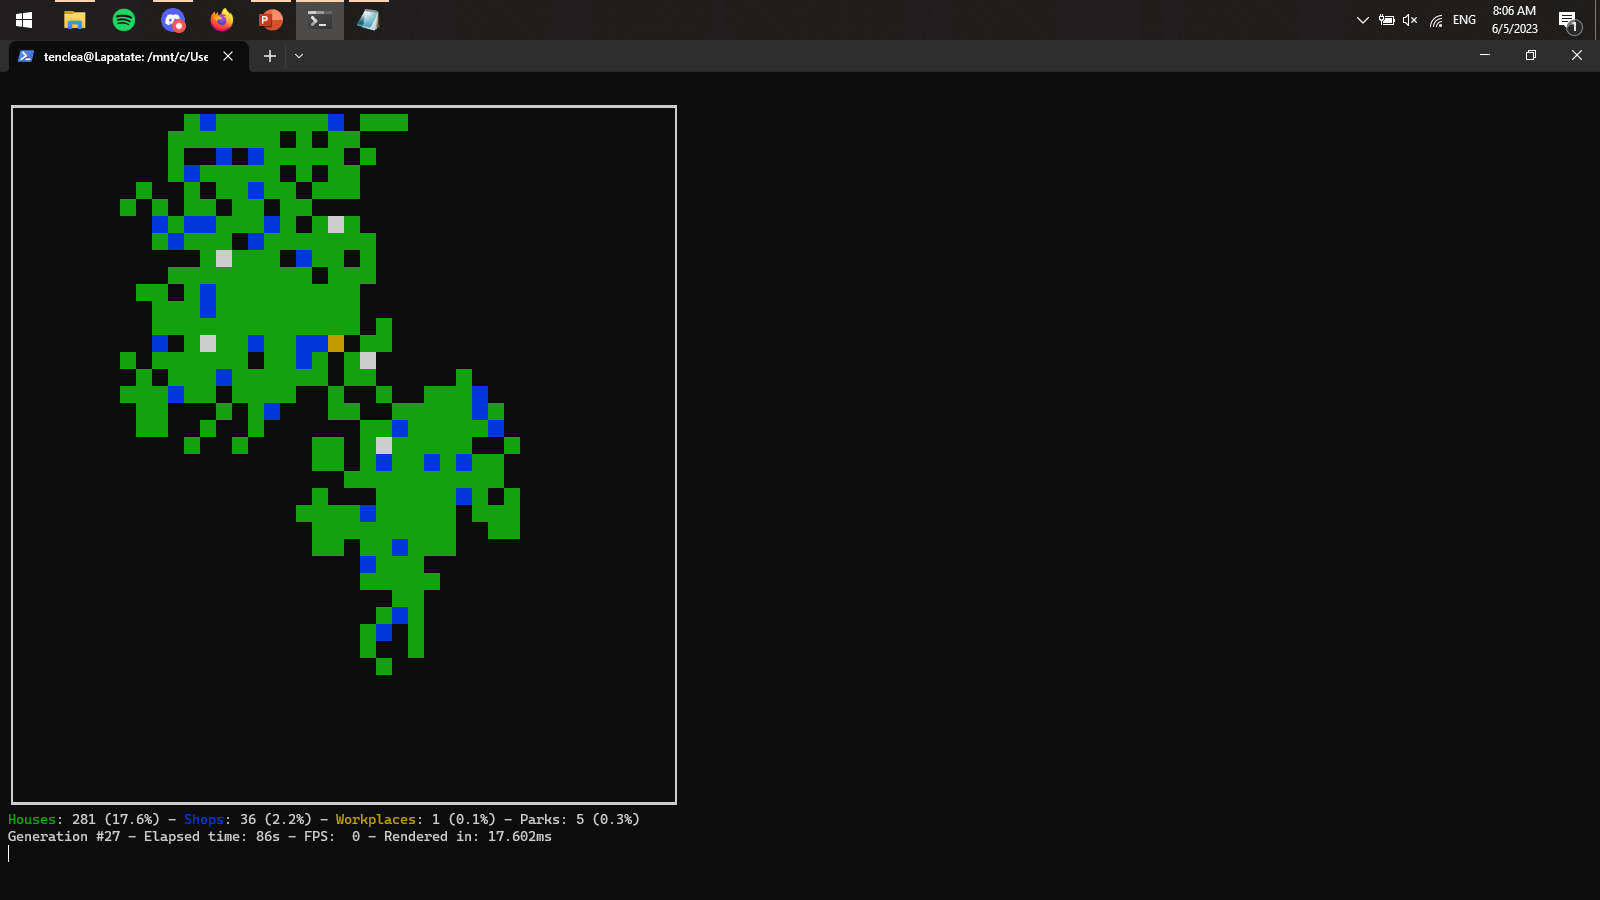 ENG
8:06 AM
6/5/2023
1
tenclea@Lapatate: /mnt/c/Use
Houses: 281 (17.6%) - Shops: 36 (2.2%) - Workplaces: 1 (0.1%) - Parks: 5 (0.3%)
Generation #27 - Elapsed time: 86s - FPS:  0 - Rendered in: 17.602ms